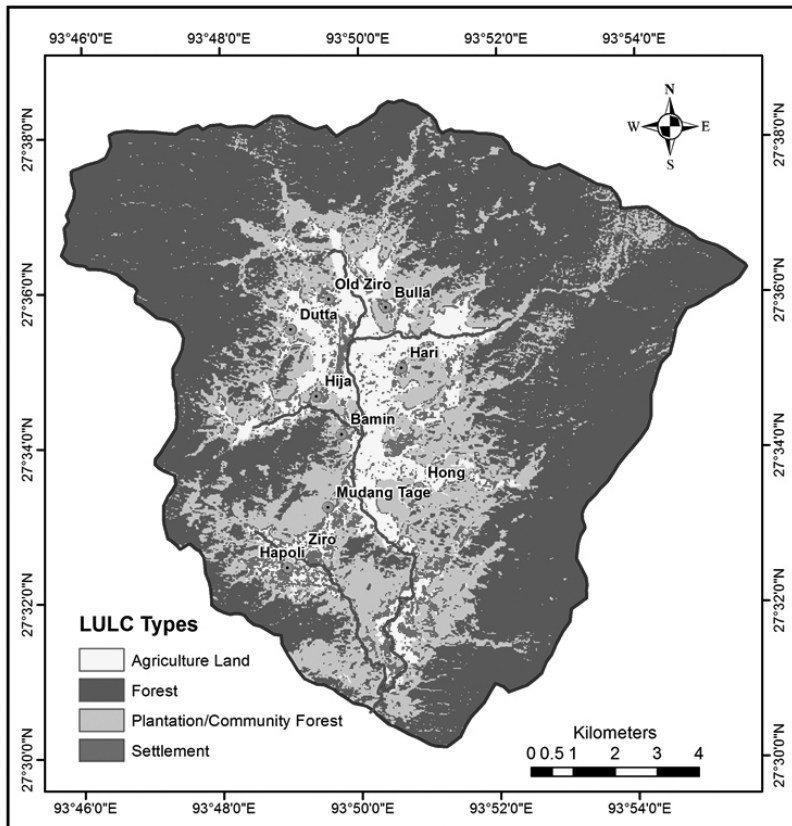 93°46'0"E 93°48'0"E 93°50'0"E 93°52'0"E 93°54'0"E
N
W E
S
27°38'0"N 27°38'0"N
27°36'0"N 27°36'0"N
27°34'0"N 27°34'0"N
27°32'0"N 27°32'0"N
27°30'0"N 27°30'0"N
Old Ziro
Bulla
Dutta
Hari
Hija
Bamin
Hong
Mudang Tage
Ziro
Hapoli
LULC Types
Agriculture Land
Forest
Plantation/Community Forest
Settlement
Kilometers
0 0.5 1 2 3 4
93°46'0"E 93°48'0"E 93°50'0"E 93°52'0"E 93°54'0"E